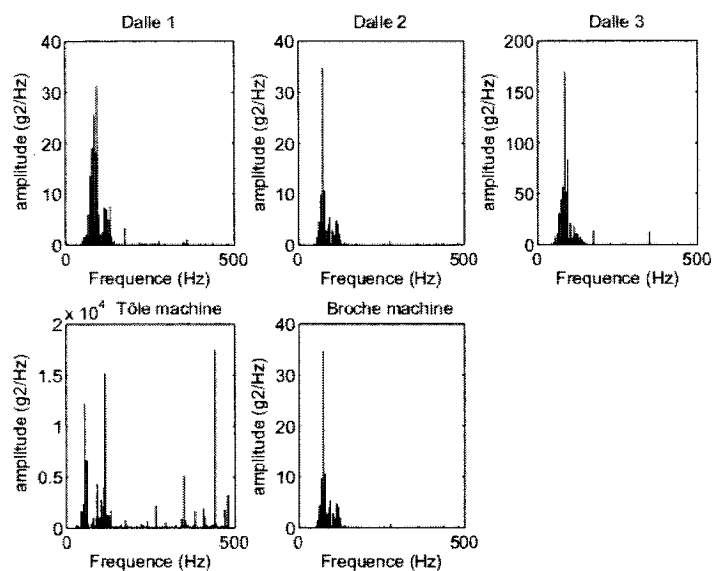 Dalle 1
40
30
20
10
0
amplitude (g2/Hz)
0
500
Frequence (Hz)
Dalle 2
40
30
20
10
0
amplitude (g2/Hz)
0
500
Frequence (Hz)
Dalle 3
200
150
100
50
0
amplitude (g2/Hz)
0
500
Frequence (Hz)
x 10^4
Tôle machine
2
1.5
1
0.5
0
amplitude (g2/Hz)
0
500
Frequence (Hz)
Broche machine
40
30
20
10
0
amplitude (g2/Hz)
0
500
Frequence (Hz)